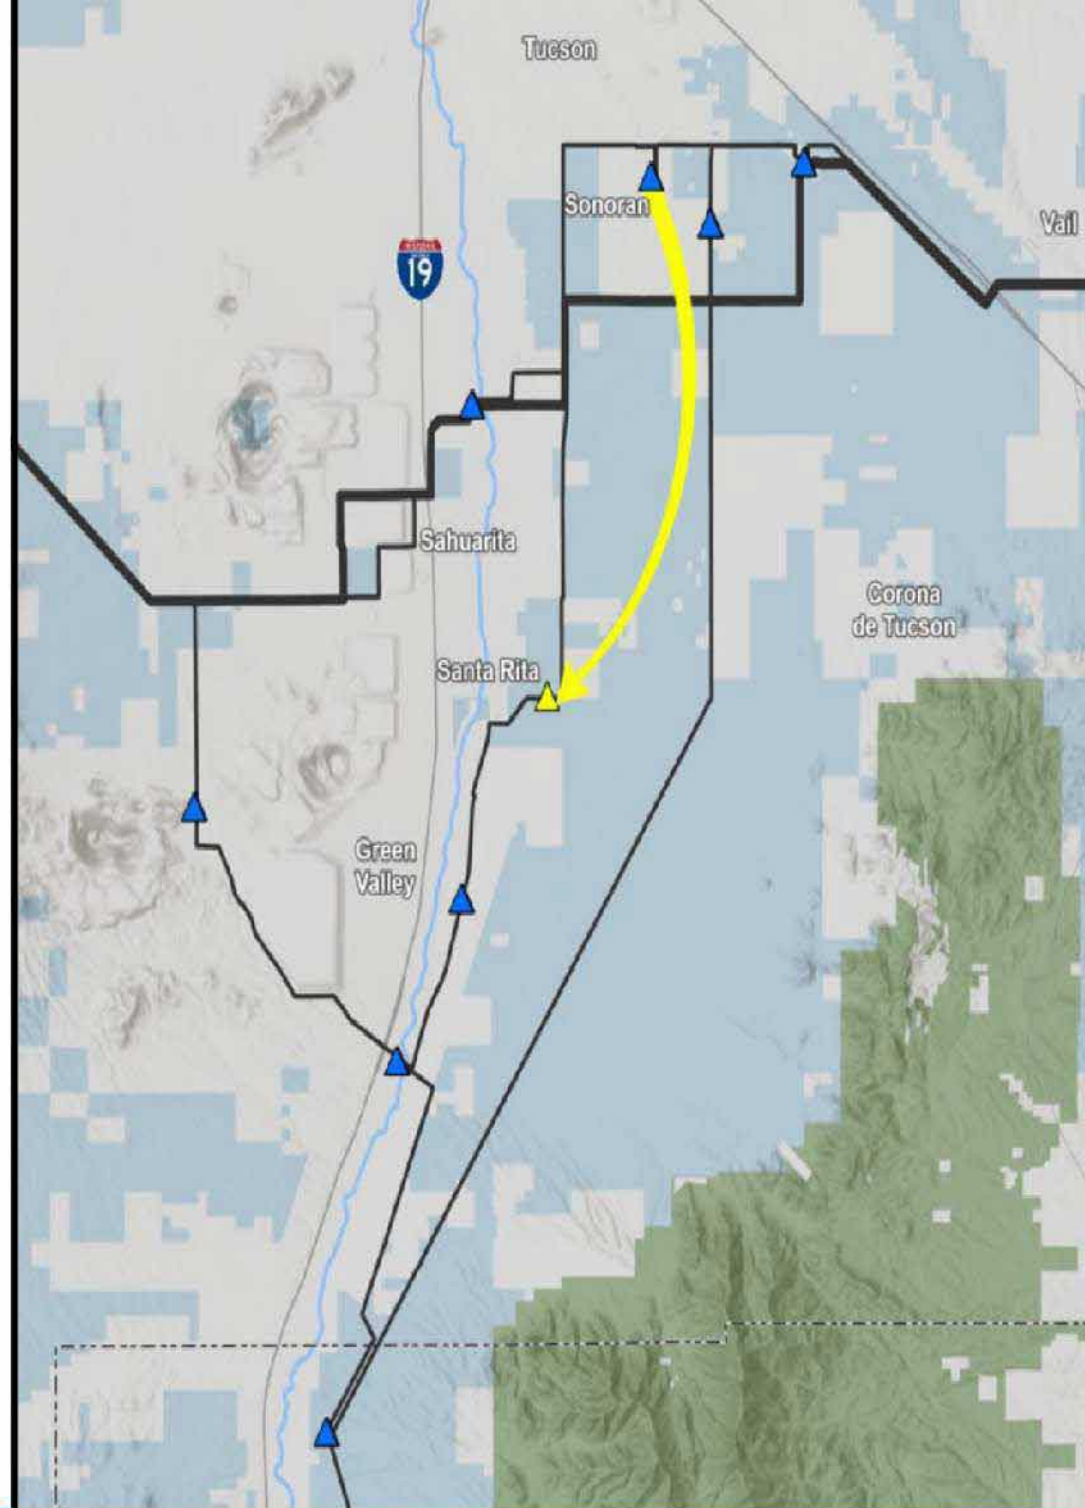 Tucson
Sonoran
Vail
19
Sahuarita
Corona
de Tucson
Santa Rita
Green
Valley